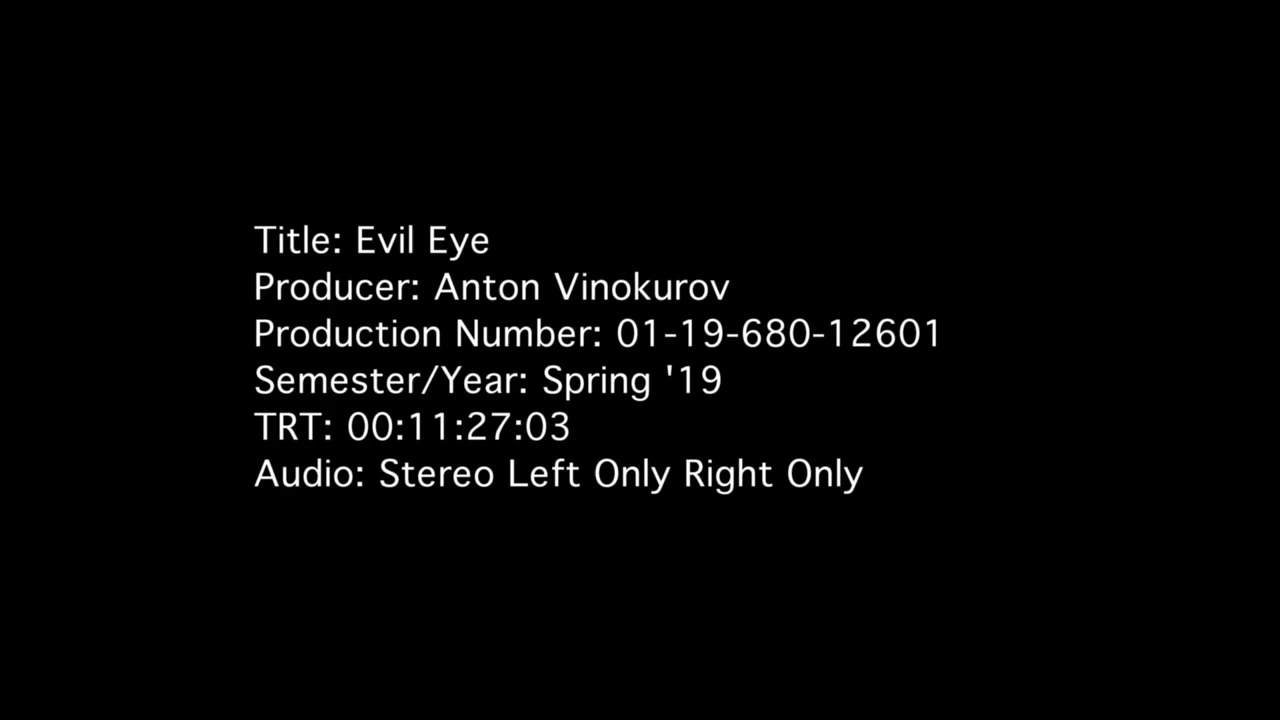 Title: Evil Eye
Producer: Anton Vinokurov
Production Number: 01-19-680-12601
Semester/Year: Spring '19
TRT: 00:11:27:03
Audio: Stereo Left Only Right Only